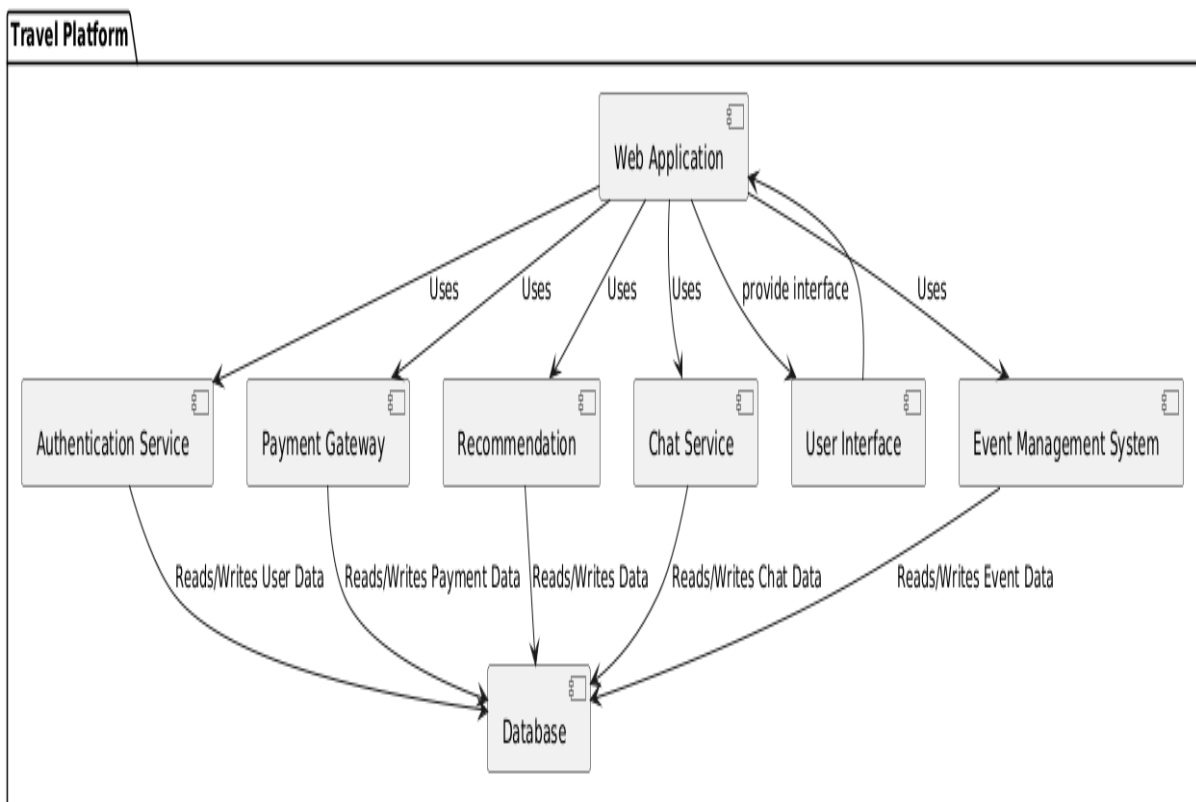 Travel Platform
Web Application
Uses
Uses
Uses
Uses
provide interface
Uses
Authentication Service
Payment Gateway
Recommendation
Chat Service
User Interface
Event Management System
Reads/Writes User Data
Reads/Writes Payment Data
Reads/Writes Data
Reads/Writes Chat Data
Reads/Writes Event Data
Database